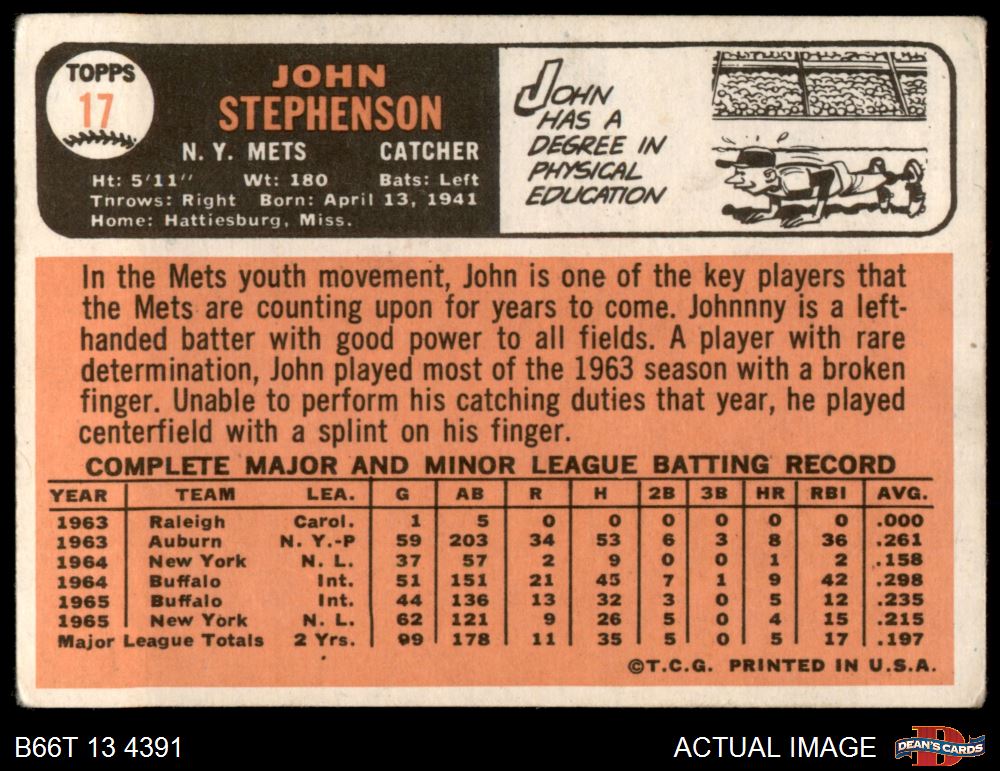 TOPPS
17
JOHN
STEPHENSON
N. Y. METS CATCHER
Ht: 5'11" Wt: 180 Bats: Left
Throws: Right Born: April 13, 1941
Home: Hattiesburg, Miss.
JOHN
HAS A
DEGREE IN
PHYSICAL
EDUCATION
In the Mets youth movement, John is one of the key players that
the Mets are counting upon for years to come. Johnnny is a left-
handed batter with good power to all fields. A player with rare
determination, John played most of the 1963 season with a broken
finger. Unable to perform his catching duties that year, he played
centerfield with a splint on his finger.
COMPLETE MAJOR AND MINOR LEAGUE BATTING RECORD
YEAR TEAM LEA. G AB R H 2B 3B HR RBI AVG.
1963 Raleigh Carol. 1 5 0 0 0 0 0 0 .000
1963 Auburn N. Y.-P 59 203 34 53 6 3 8 36 .261
1964 New York N. L. 37 57 2 9 0 0 1 2 .158
1964 Buffalo Int. 51 151 21 45 7 1 9 42 .298
1965 Buffalo Int. 44 136 13 32 3 0 5 12 .235
1965 New York N. L. 62 121 9 26 5 0 4 15 .215
Major League Totals 2 Yrs. 99 178 11 35 5 0 5 17 .197
©T.C.G. PRINTED IN U.S.A.
B66T 13 4391
ACTUAL IMAGE
D
DEAN'S CARDS